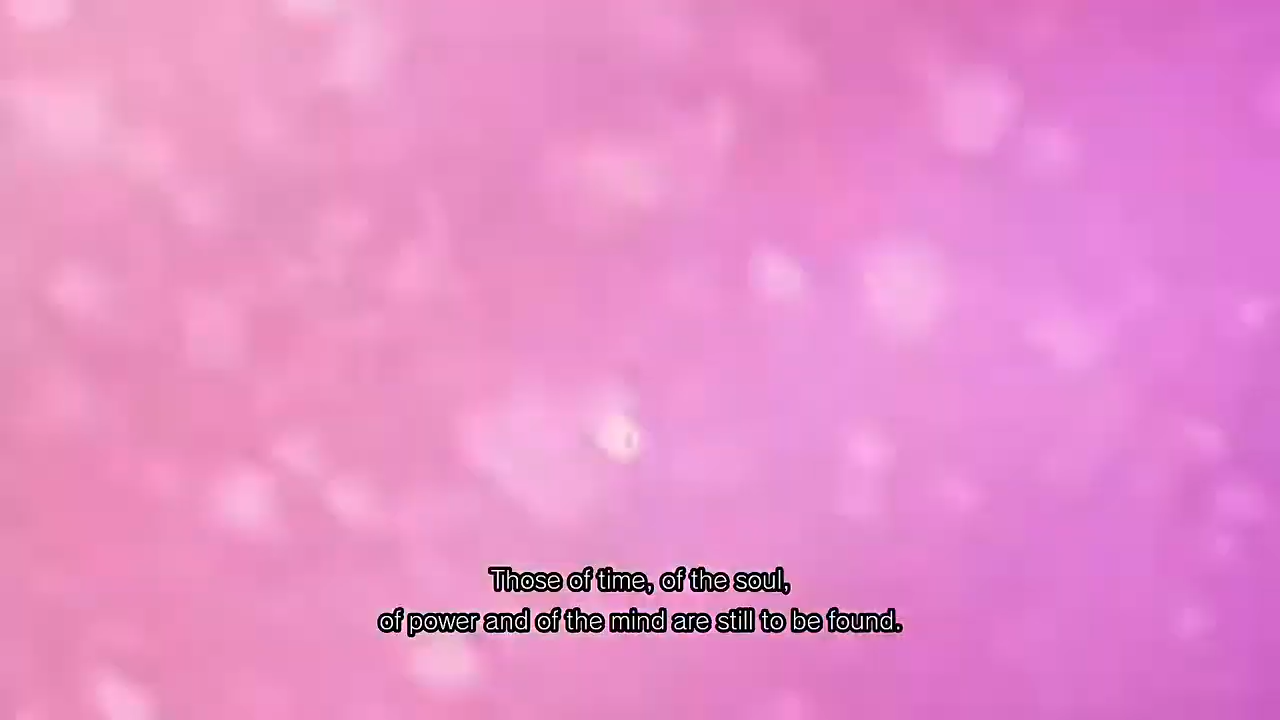 Those of time, of the soul,
of power and of the mind are still to be found.